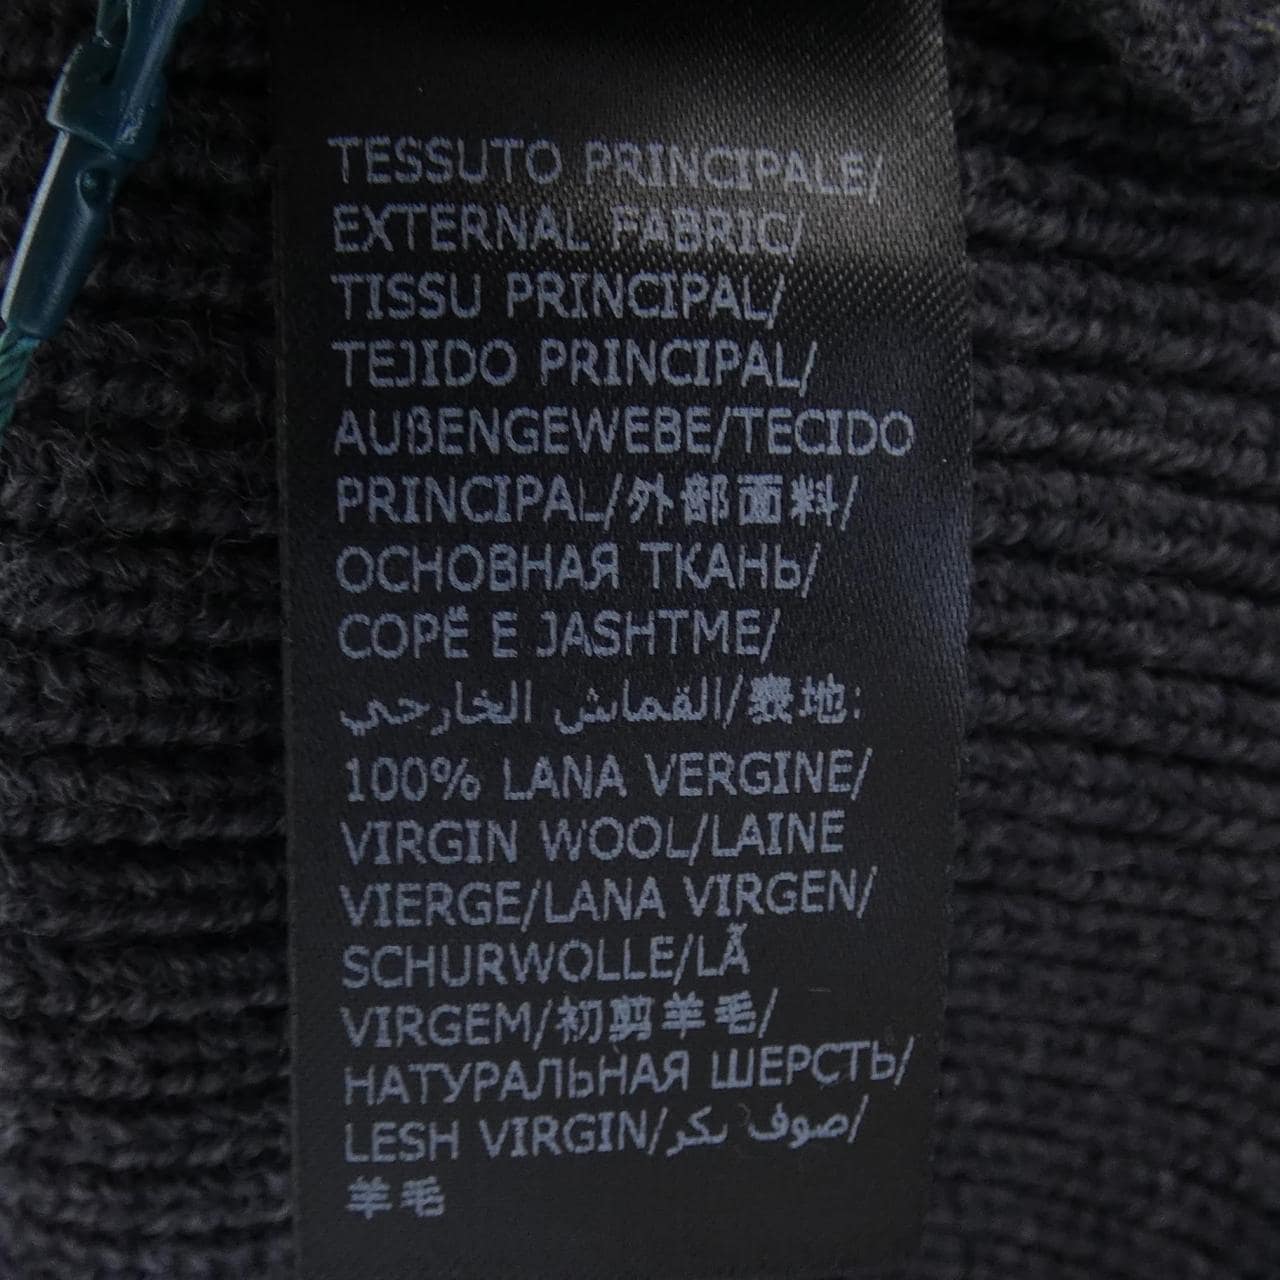 TESSUTO PRINCIPALE/
EXTERNAL FABRIC/
TISSU PRINCIPAL/
TEJIDO PRINCIPAL/
AUßENGEWEBE/TECIDO
PRINCIPAL/外部面料/
ОСНОВНАЯ ТКАНЬ/
COPË E JASHTME/
القماش الخارجي/表地:
100% LANA VERGINE/
VIRGIN WOOL/LAINE
VIERGE/LANA VIRGEN/
SCHURWOLLE/LÃ
VIRGEM/初剪羊毛/
НАТУРАЛЬНАЯ ШЕРСТЬ/
LESH VIRGIN/صوف بكر/
羊毛